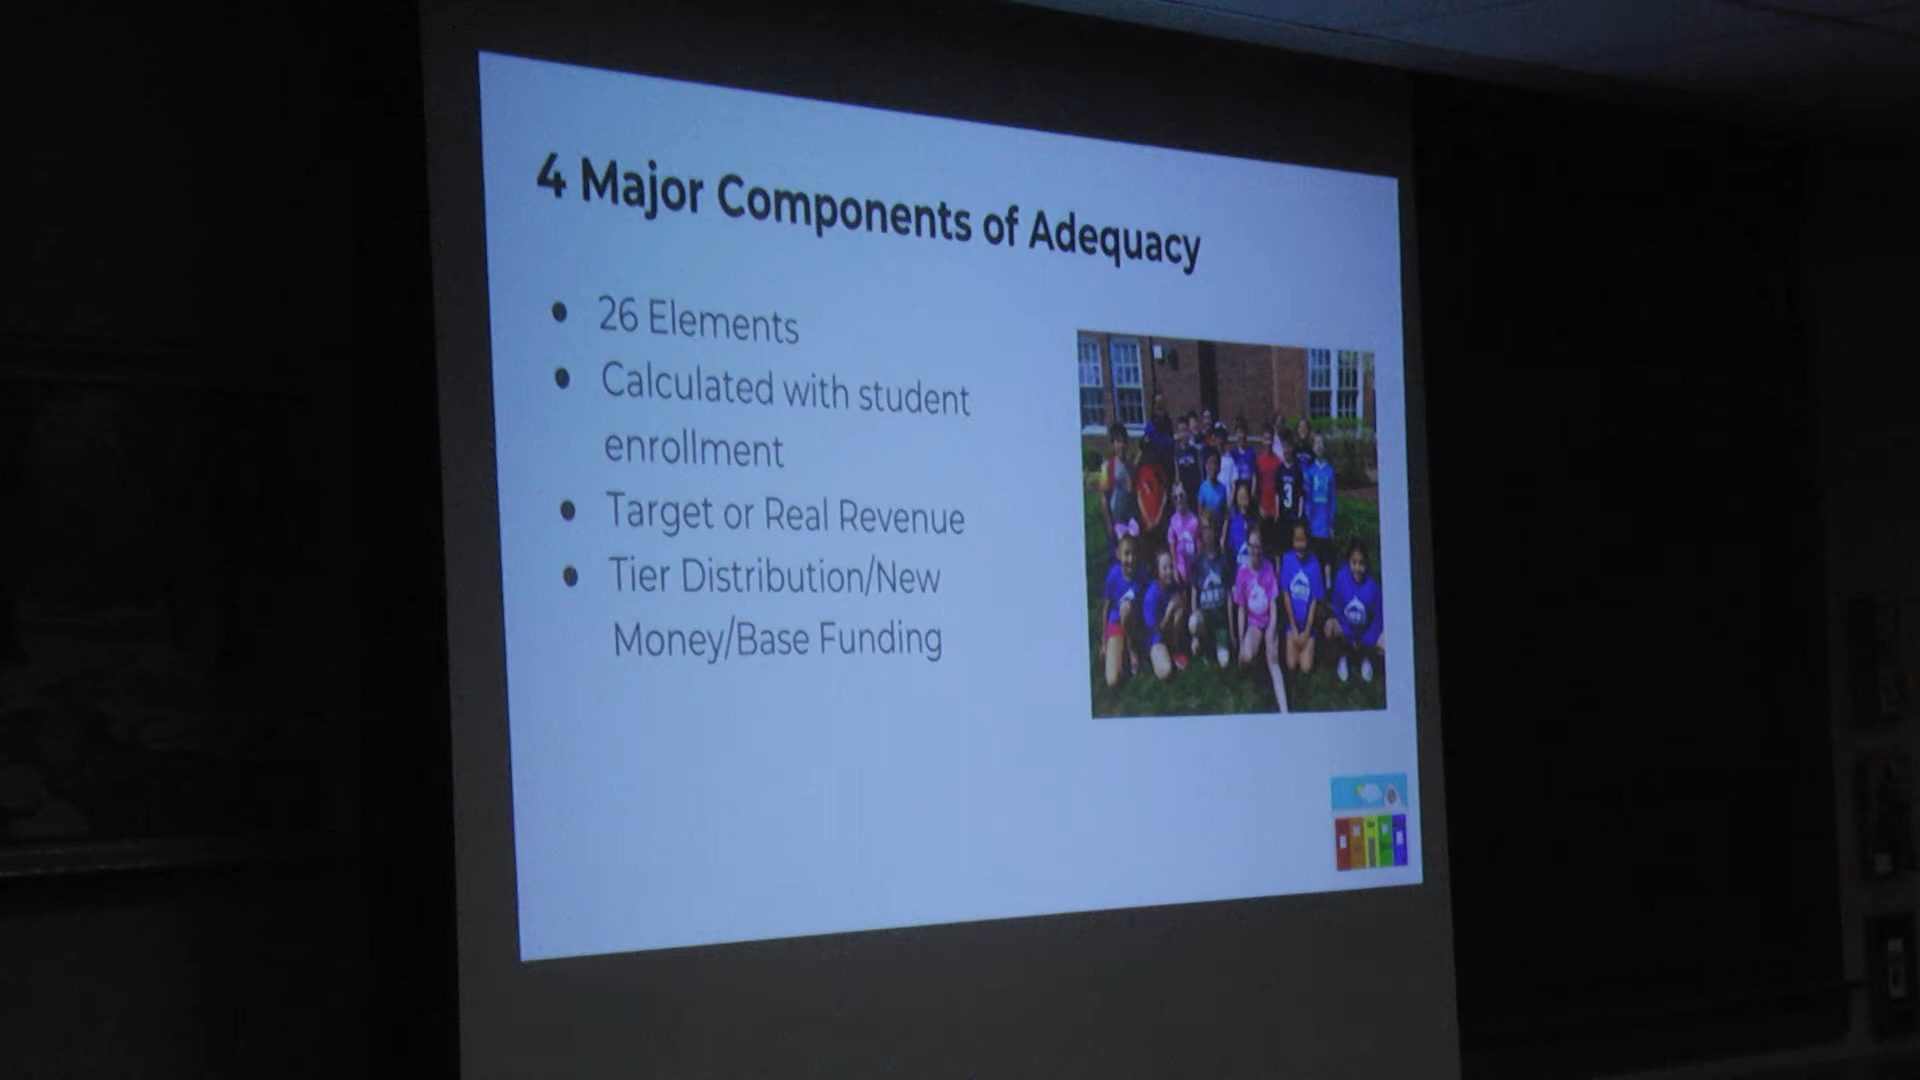 4 Major Components of Adequacy
• 26 Elements
• Calculated with student
enrollment
• Target or Real Revenue
• Tier Distribution/New
Money/Base Funding
3